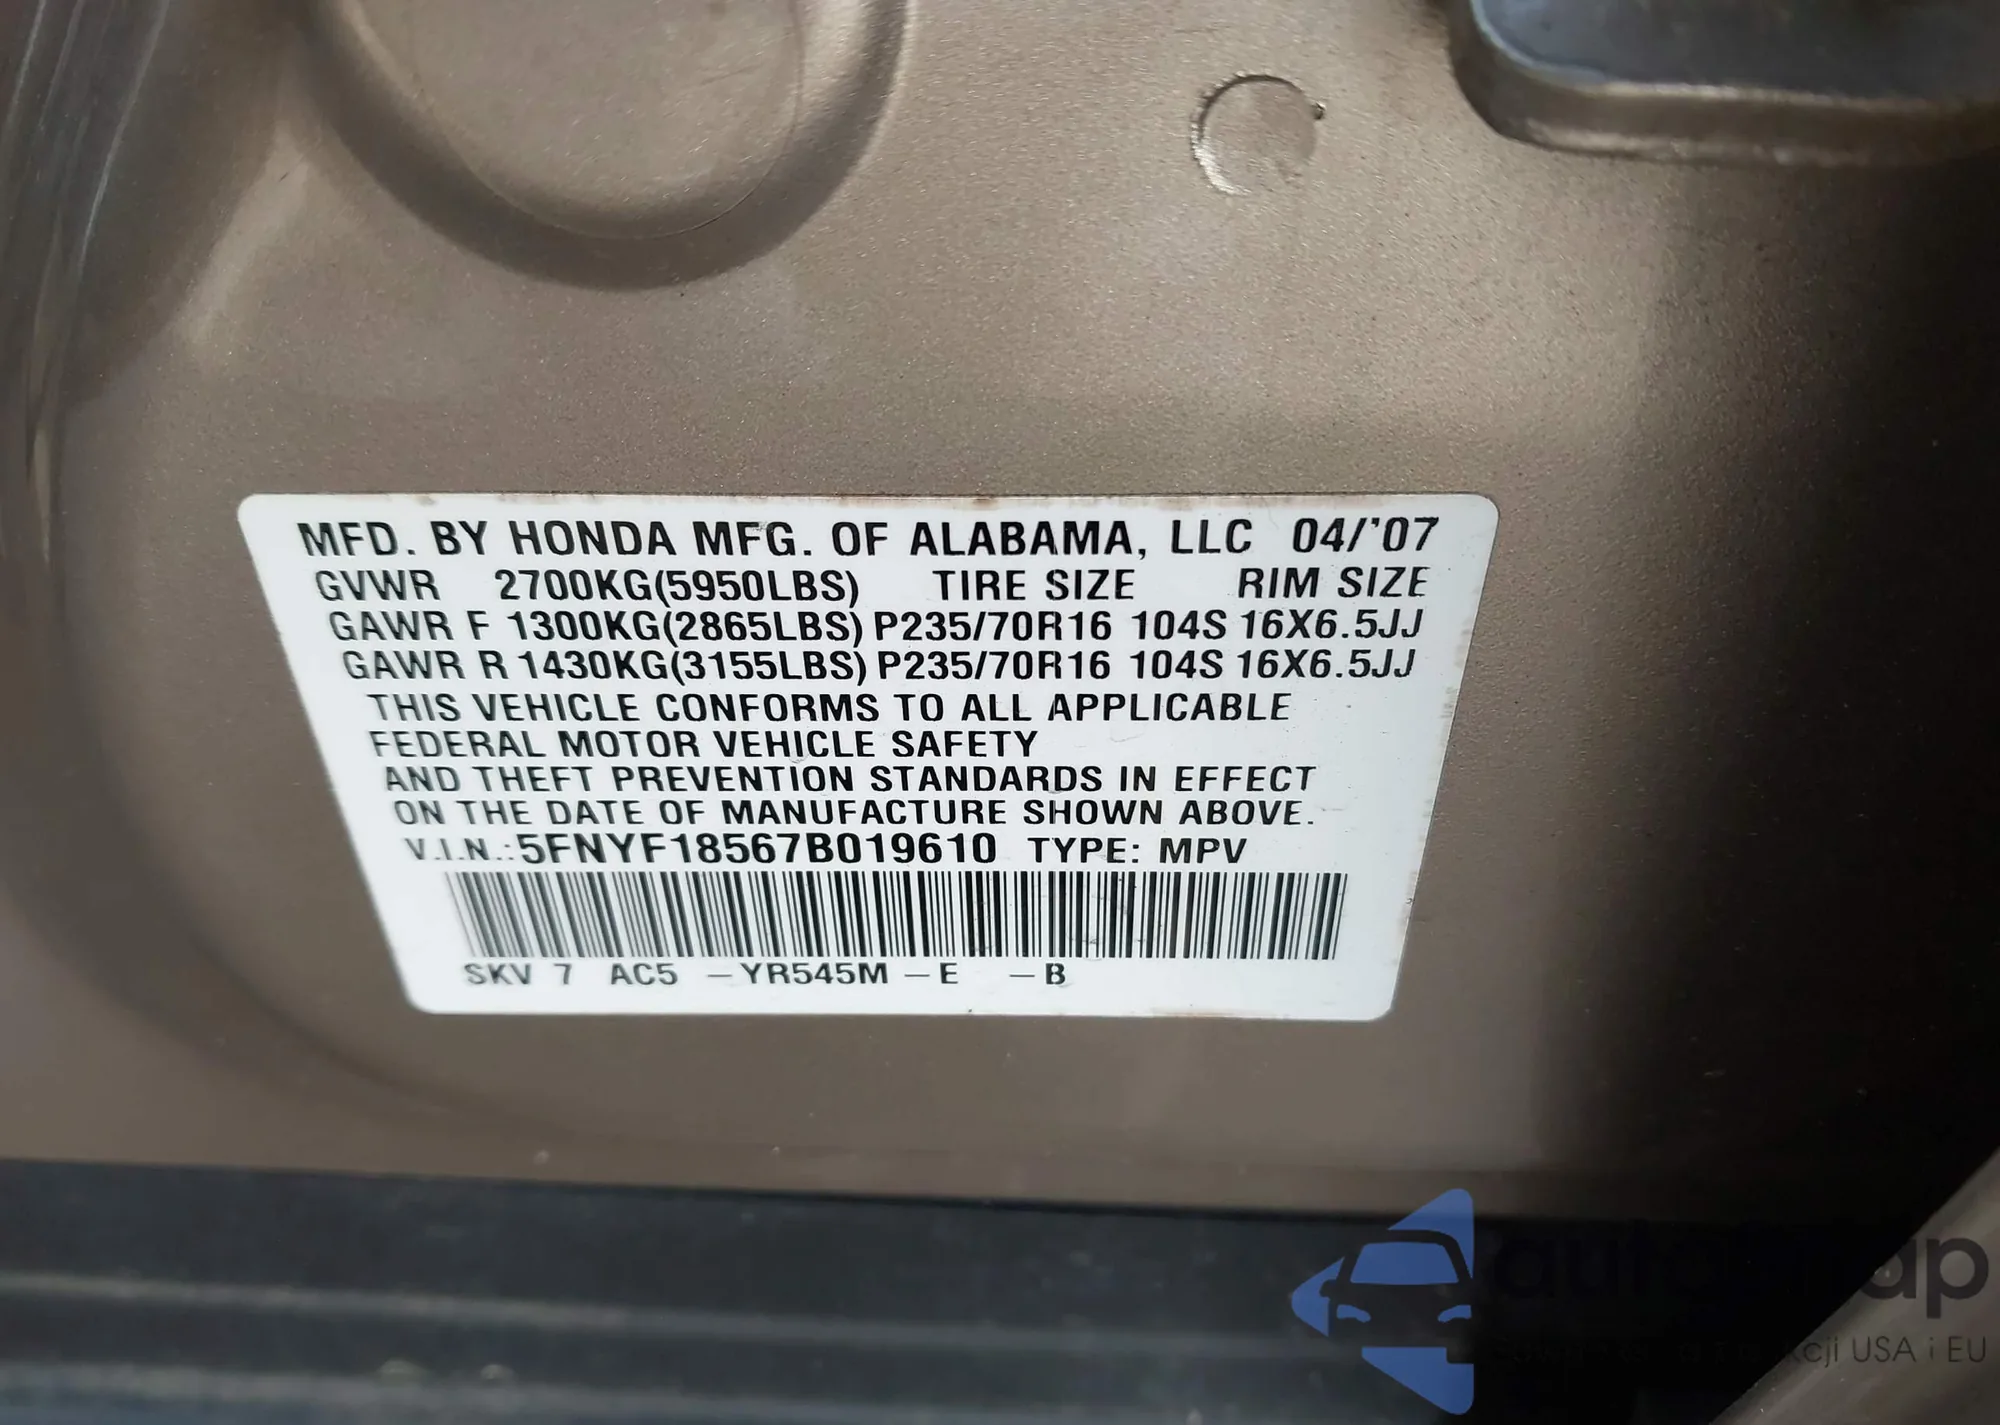 MFD. BY HONDA MFG. OF ALABAMA, LLC 04/'07
GVWR 2700KG(5950LBS) TIRE SIZE RIM SIZE
GAWR F 1300KG(2865LBS) P235/70R16 104S 16X6.5JJ
GAWR R 1430KG(3155LBS) P235/70R16 104S 16X6.5JJ
THIS VEHICLE CONFORMS TO ALL APPLICABLE
FEDERAL MOTOR VEHICLE SAFETY
AND THEFT PREVENTION STANDARDS IN EFFECT
ON THE DATE OF MANUFACTURE SHOWN ABOVE.
V.I.N.:5FNYF18567B019610 TYPE: MPV
SKV 7 AC5 –YR545M –E –B
USA i EU